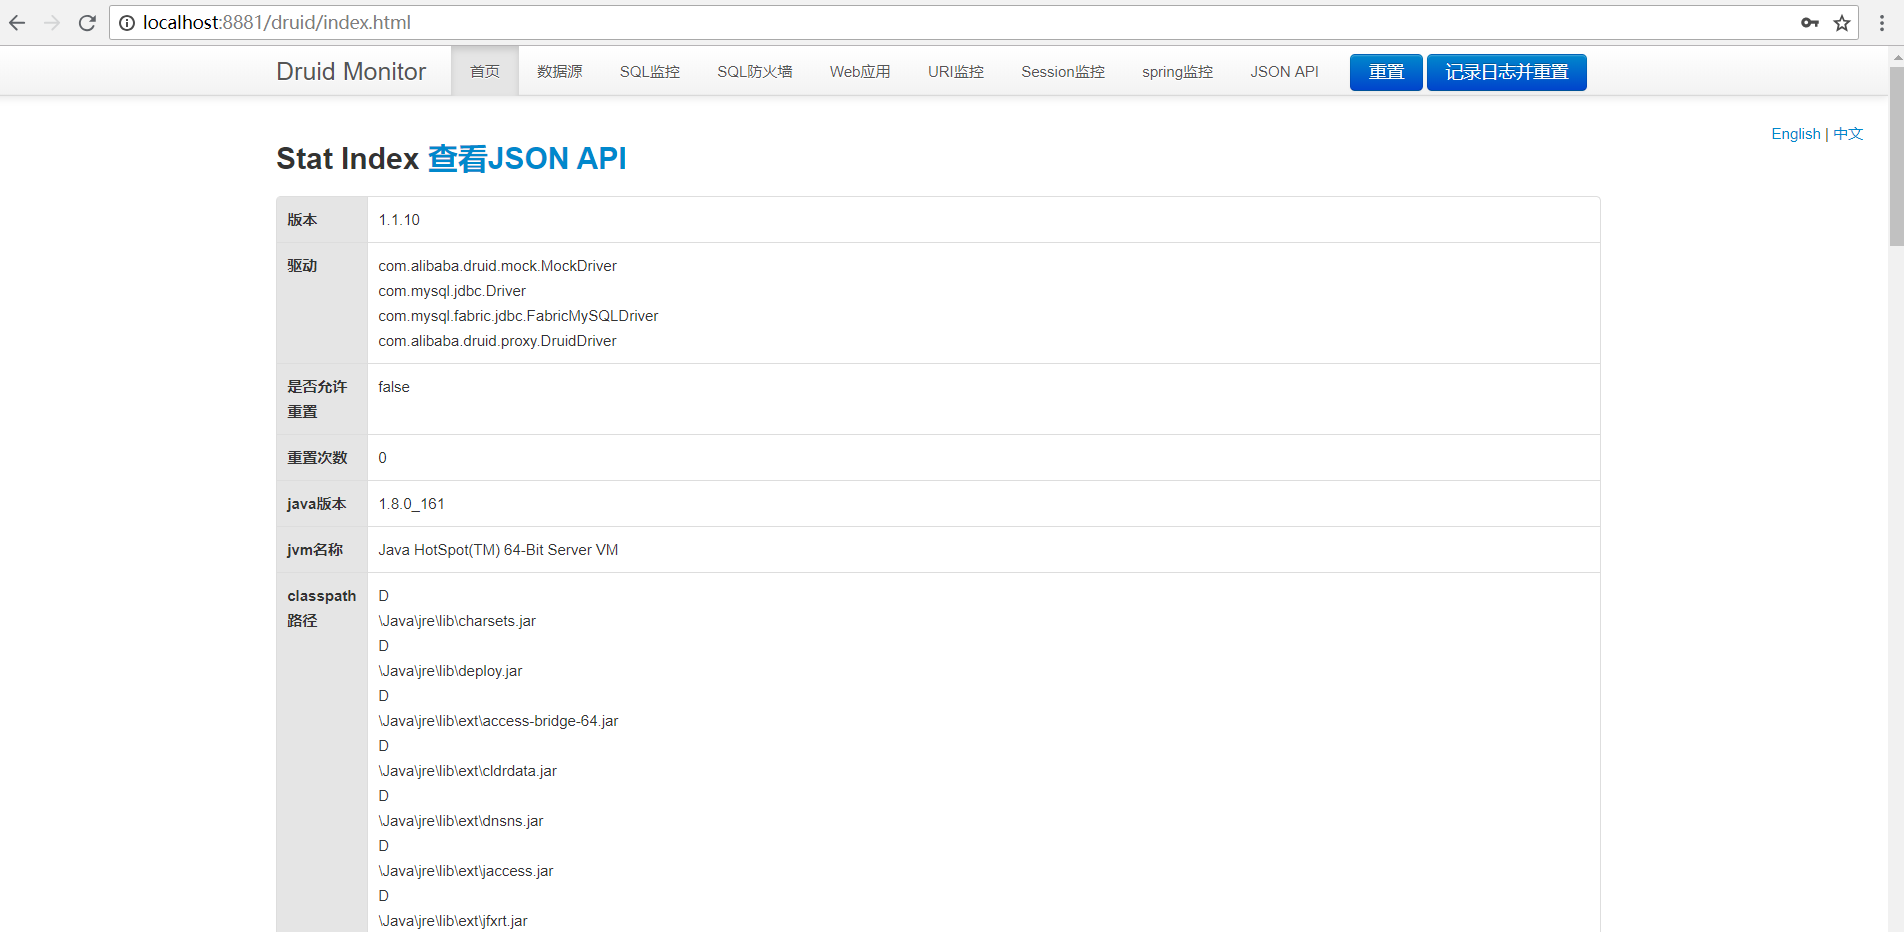 localhost:8881/druid/index.html
Druid Monitor 首页 数据源 SQL监控 SQL防火墙 Web应用 URI监控 Session监控 spring监控 JSON API 重置 记录日志并重置
English | 中文
Stat Index 查看JSON API
版本 1.1.10
驱动 com.alibaba.druid.mock.MockDriver
com.mysql.jdbc.Driver
com.mysql.fabric.jdbc.FabricMySQLDriver
com.alibaba.druid.proxy.DruidDriver
是否允许 false
重置
重置次数 0
java版本 1.8.0_161
jvm名称 Java HotSpot(TM) 64-Bit Server VM
classpath D
路径 \Java\jre\lib\charsets.jar
D
\Java\jre\lib\deploy.jar
D
\Java\jre\lib\ext\access-bridge-64.jar
D
\Java\jre\lib\ext\cldrdata.jar
D
\Java\jre\lib\ext\dnsns.jar
D
\Java\jre\lib\ext\jaccess.jar
D
\Java\jre\lib\ext\jfxrt.jar